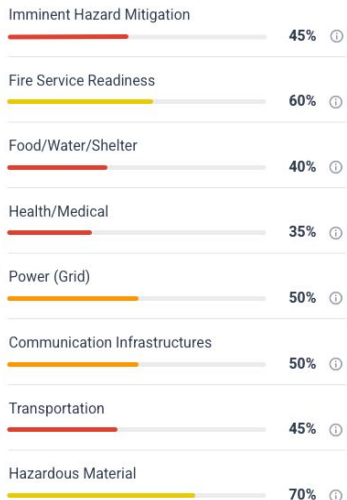 Imminent Hazard Mitigation
45%
Fire Service Readiness
60%
Food/Water/Shelter
40%
Health/Medical
35%
Power (Grid)
50%
Communication Infrastructures
50%
Transportation
45%
Hazardous Material
70%